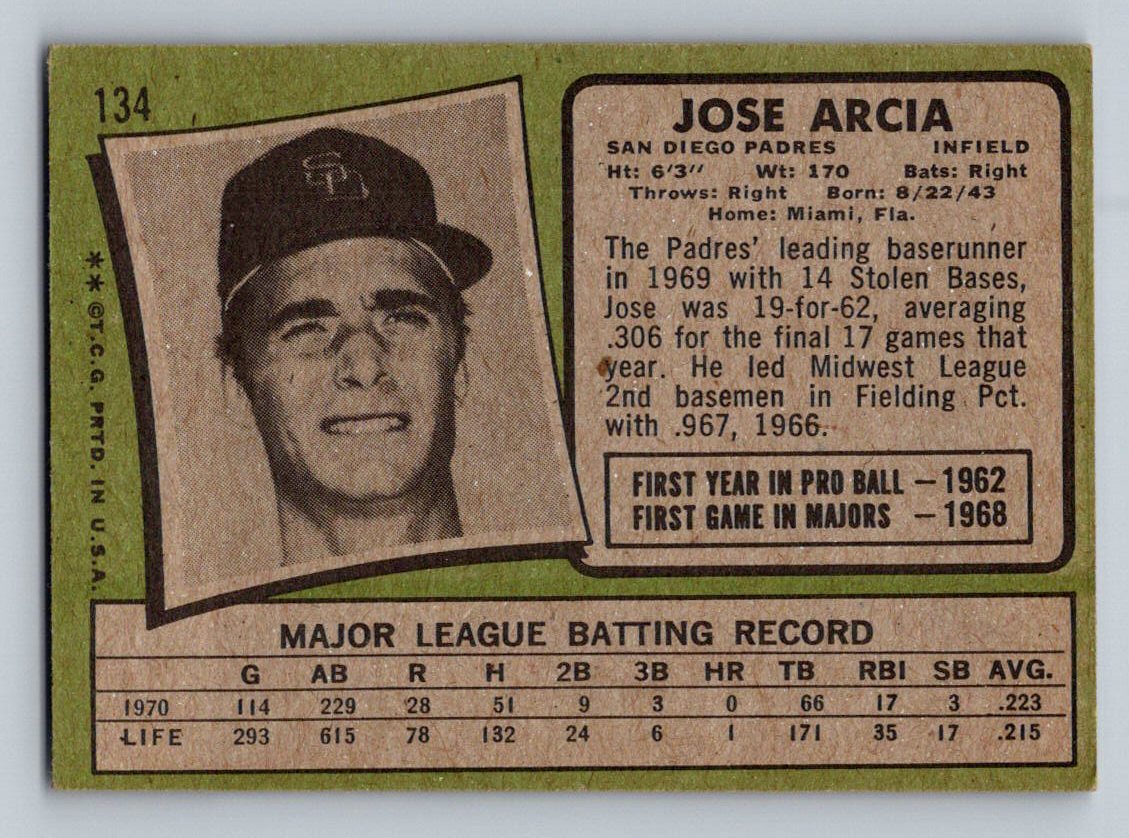 134
SD
JOSE ARCIA
SAN DIEGO PADRES INFIELD
Ht: 6'3" Wt: 170 Bats: Right
Throws: Right Born: 8/22/43
Home: Miami, Fla.
The Padres' leading baserunner
in 1969 with 14 Stolen Bases,
Jose was 19-for-62, averaging
.306 for the final 17 games that
year. He led Midwest League
2nd basemen in Fielding Pct.
with .967, 1966.
FIRST YEAR IN PRO BALL – 1962
FIRST GAME IN MAJORS – 1968
**©T.C.G. PRTD. IN U.S.A.
MAJOR LEAGUE BATTING RECORD
G AB R H 2B 3B HR TB RBI SB AVG.
1970 114 229 28 51 9 3 0 66 17 3 .223
LIFE 293 615 78 132 24 6 1 171 35 17 .215